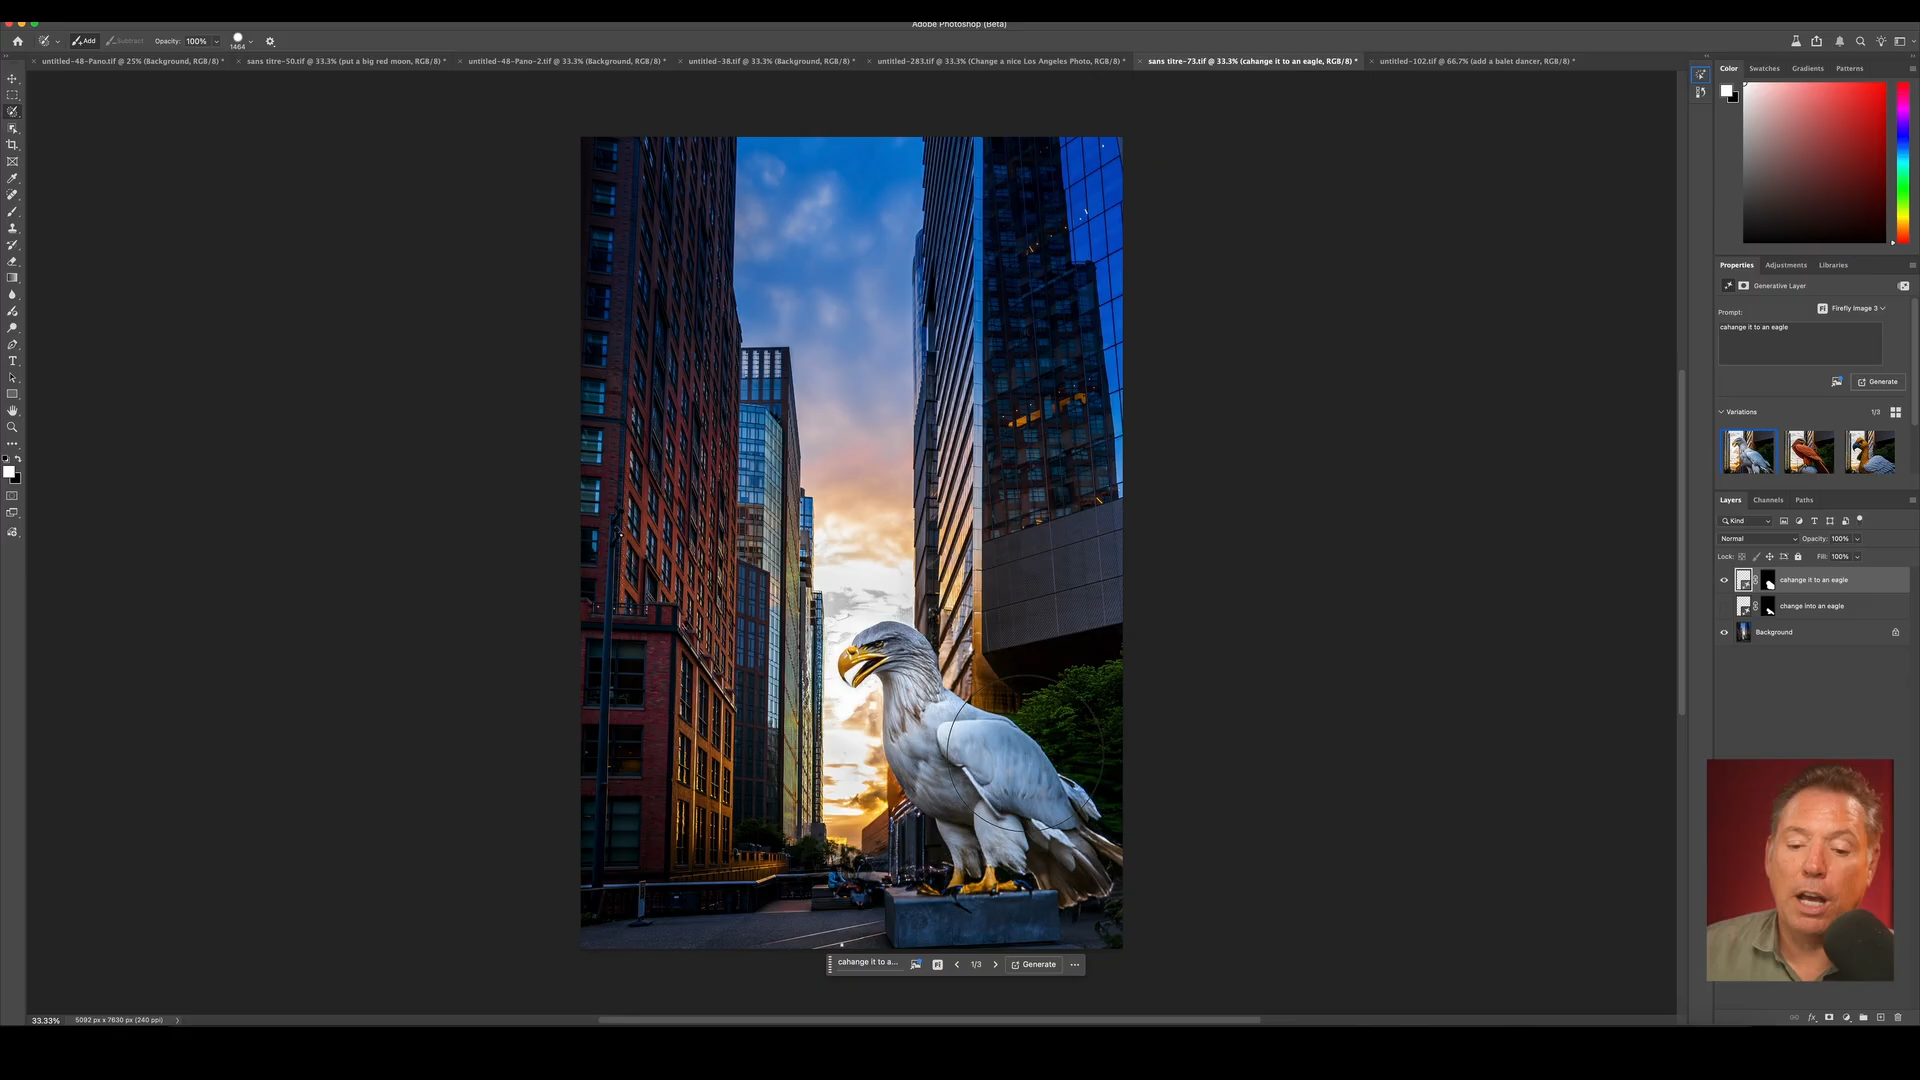 Adobe Photoshop (Beta)
Add
Subtract
Opacity: 100%
1464
untitled-48-Pano.tif @ 25% (Background, RGB/8) *
sans titre-50.tif @ 33.3% (put a big red moon, RGB/8) *
untitled-48-Pano-2.tif @ 33.3% (Background, RGB/8) *
untitled-38.tif @ 33.3% (Background, RGB/8) *
untitled-283.tif @ 33.3% (Change a nice Los Angeles Photo, RGB/8) *
sans titre-73.tif @ 33.3% (cahange it to an eagle, RGB/8) *
untitled-102.tif @ 66.7% (add a balet dancer, RGB/8) *
Color
Swatches
Gradients
Patterns
Properties
Adjustments
Libraries
Generative Layer
Prompt:
Fi
Firefly Image 3
cahange it to an eagle
Generate
Variations
1/3
Layers
Channels
Paths
Kind
Normal
Opacity: 100%
Lock:
Fill: 100%
cahange it to an eagle
change into an eagle
Background
cahange it to a...
Fi
1/3
Generate
33.33%
5092 px x 7630 px (240 ppi)
fx